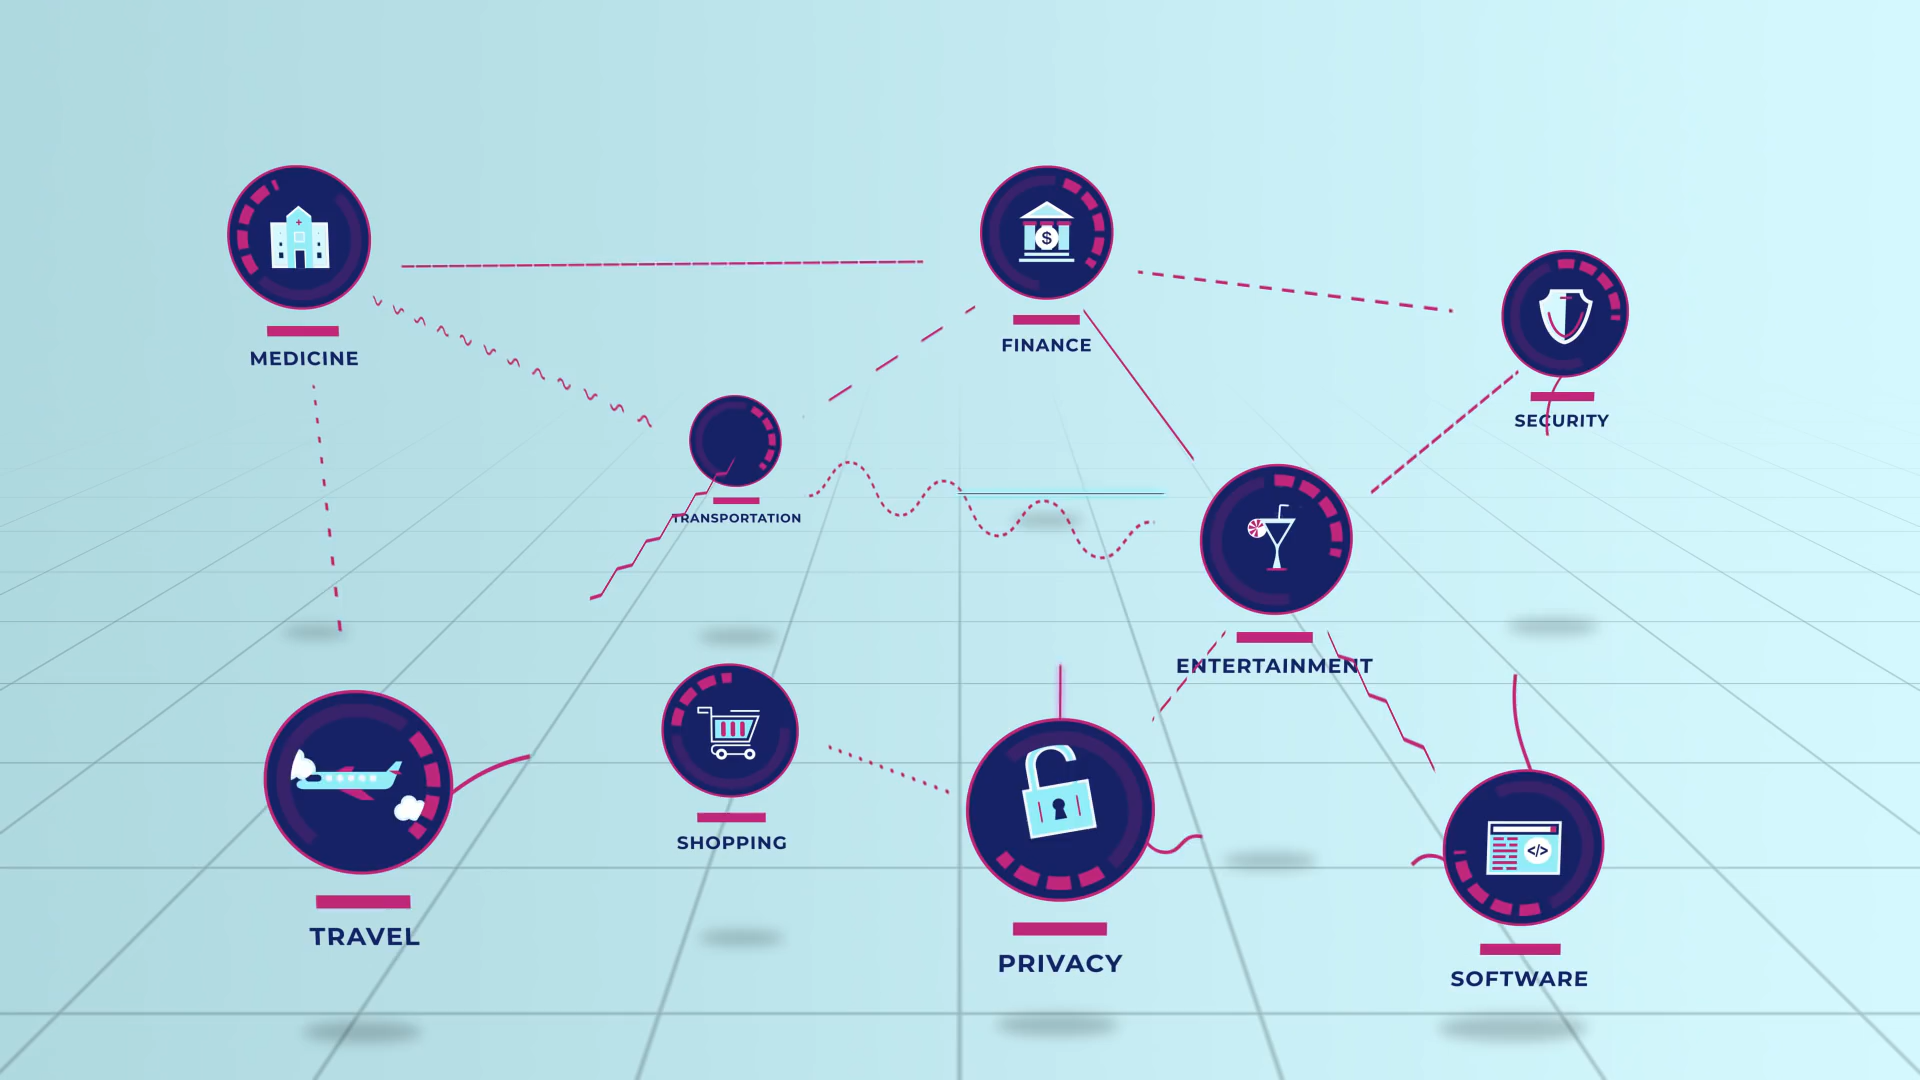 MEDICINE
FINANCE
$
SECURITY
TRANSPORTATION
ENTERTAINMENT
SHOPPING
TRAVEL
PRIVACY
</>
SOFTWARE